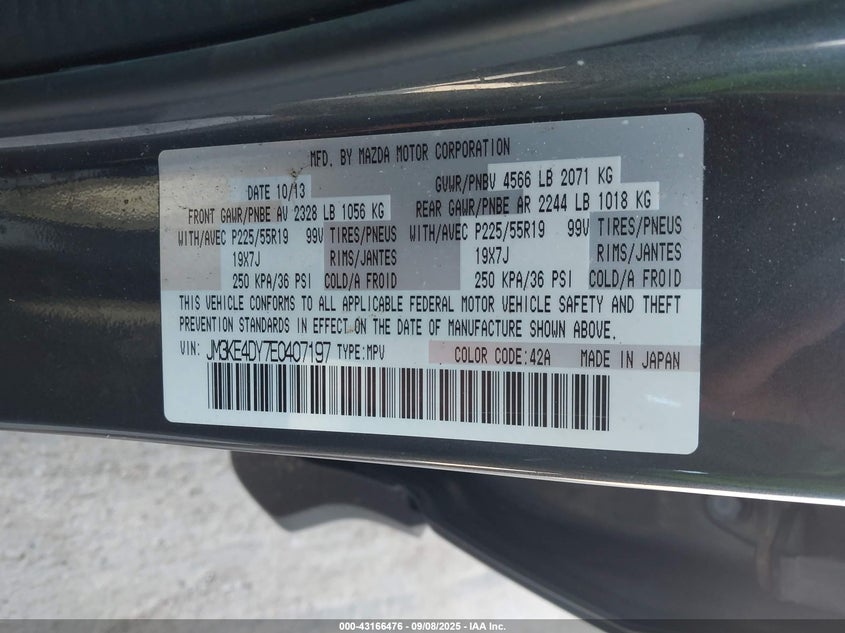 MFD. BY MAZDA MOTOR CORPORATION
DATE 10/13 GVWR/PNBV 4566 LB 2071 KG
FRONT GAWR/PNBE AV 2328 LB 1056 KG REAR GAWR/PNBE AR 2244 LB 1018 KG
WITH/AVEC P225/55R19 99V TIRES/PNEUS WITH/AVEC P225/55R19 99V TIRES/PNEUS
19X7J RIMS/JANTES 19X7J RIMS/JANTES
250 KPA/36 PSI COLD/A FROID 250 KPA/36 PSI COLD/A FROID
THIS VEHICLE CONFORMS TO ALL APPLICABLE FEDERAL MOTOR VEHICLE SAFETY AND THEFT
PREVENTION STANDARDS IN EFFECT ON THE DATE OF MANUFACTURE SHOWN ABOVE.
VIN: JM3KE4DY7E0407197 TYPE:MPV COLOR CODE:42A MADE IN JAPAN
000-43166476 - 09/08/2025 - IAA Inc.